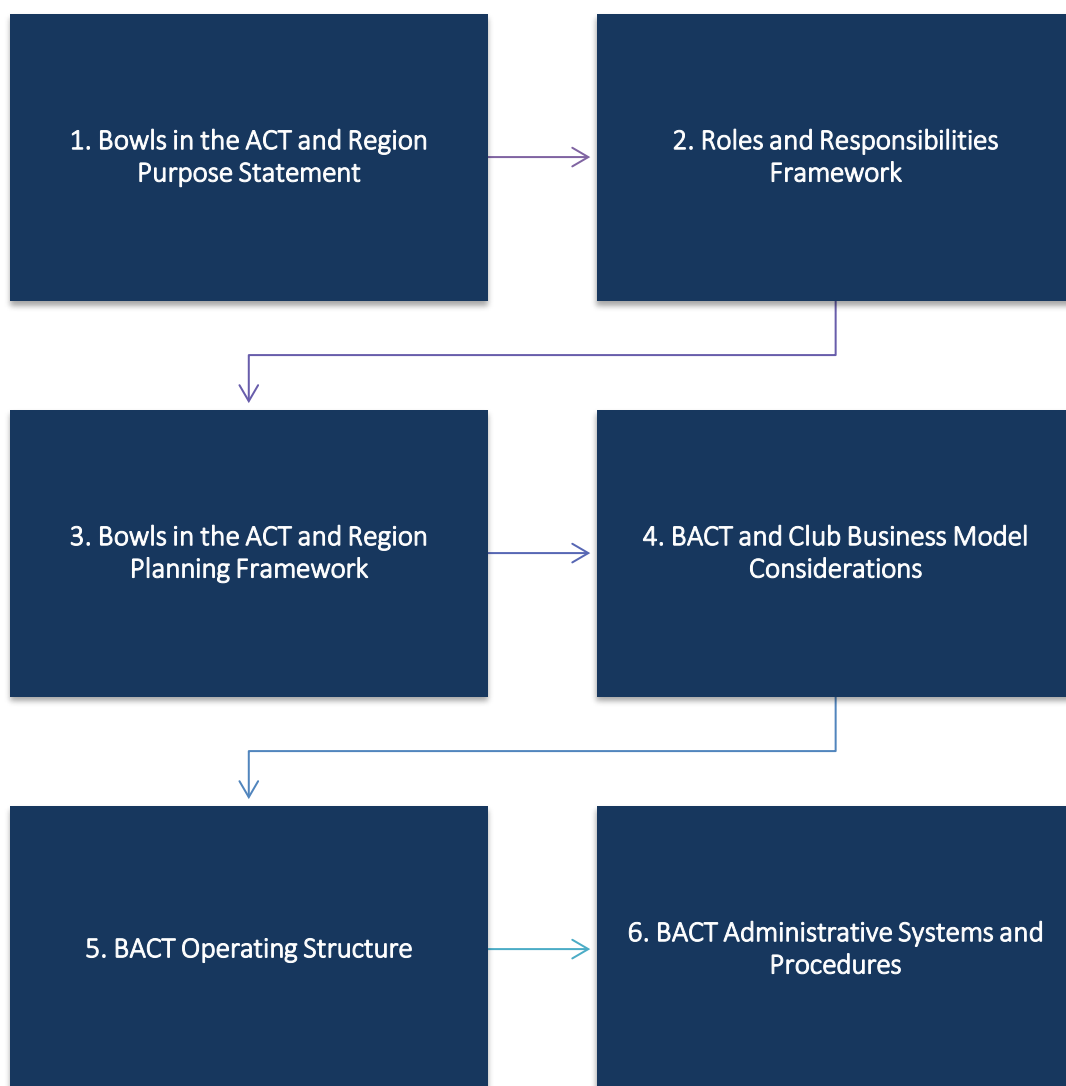 1. Bowls in the ACT and Region
Purpose Statement
2. Roles and Responsibilities
Framework
3. Bowls in the ACT and Region
Planning Framework
4. BACT and Club Business Model
Considerations
5. BACT Operating Structure
6. BACT Administrative Systems and
Procedures